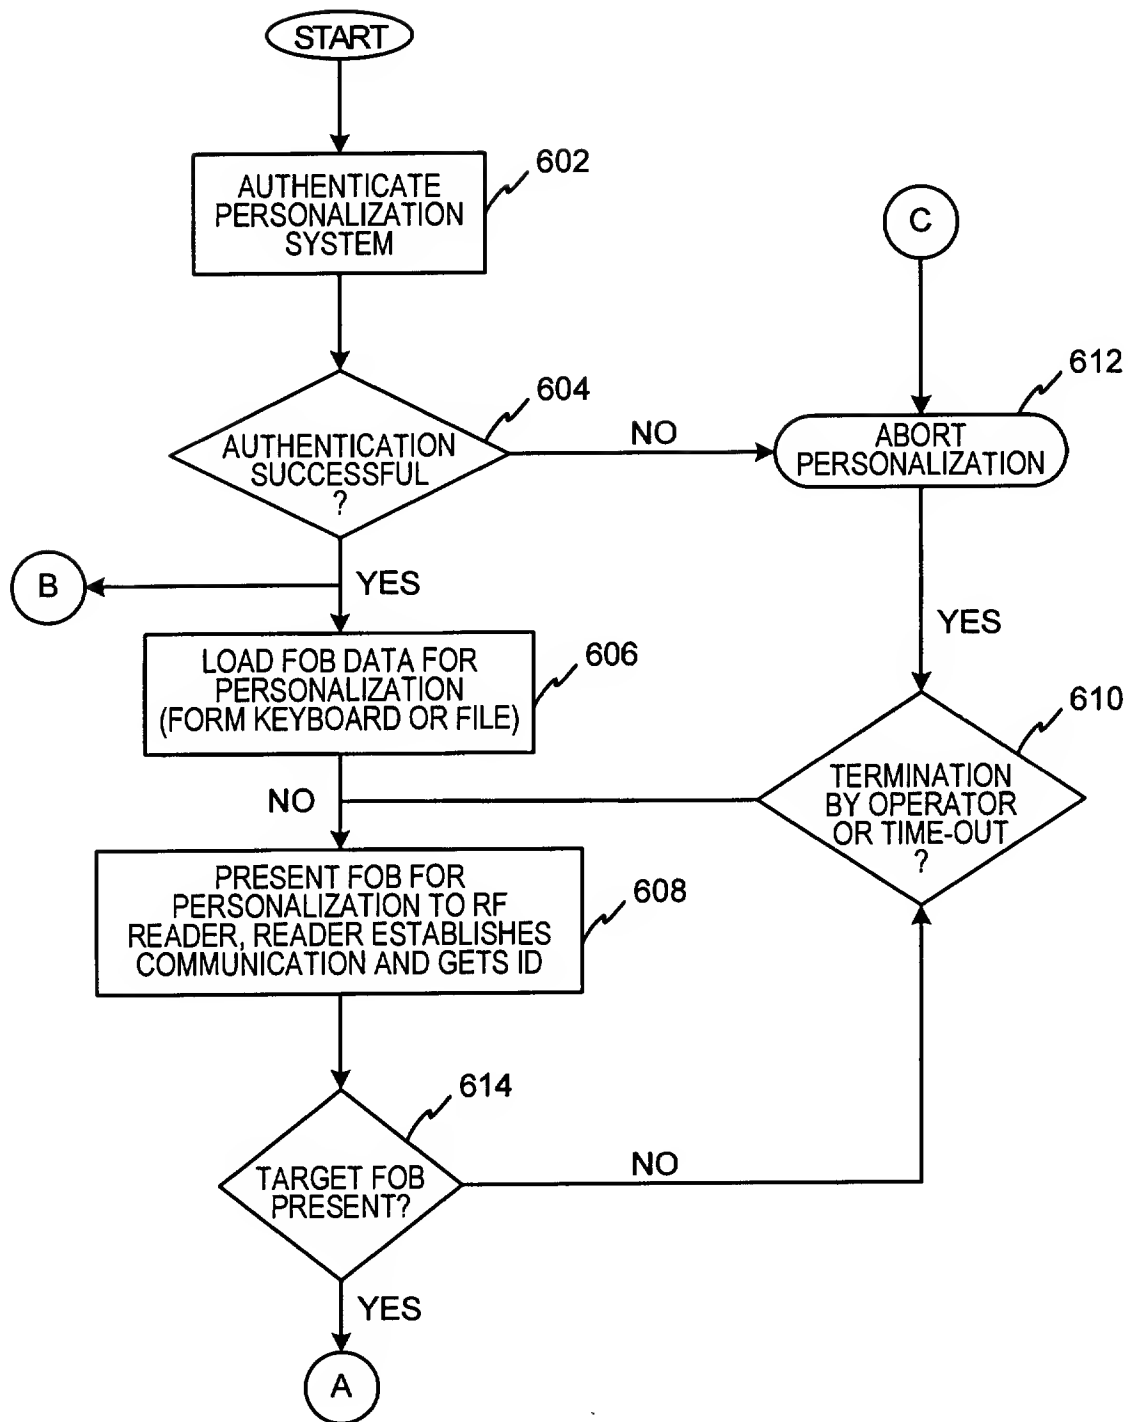 START
602
AUTHENTICATE
PERSONALIZATION
SYSTEM
C
604
AUTHENTICATION
SUCCESSFUL
?
NO
612
ABORT
PERSONALIZATION
B
YES
YES
606
LOAD FOB DATA FOR
PERSONALIZATION
(FORM KEYBOARD OR FILE)
610
TERMINATION
BY OPERATOR
OR TIME-OUT
?
NO
608
PRESENT FOB FOR
PERSONALIZATION TO RF
READER, READER ESTABLISHES
COMMUNICATION AND GETS ID
614
TARGET FOB
PRESENT?
NO
YES
A